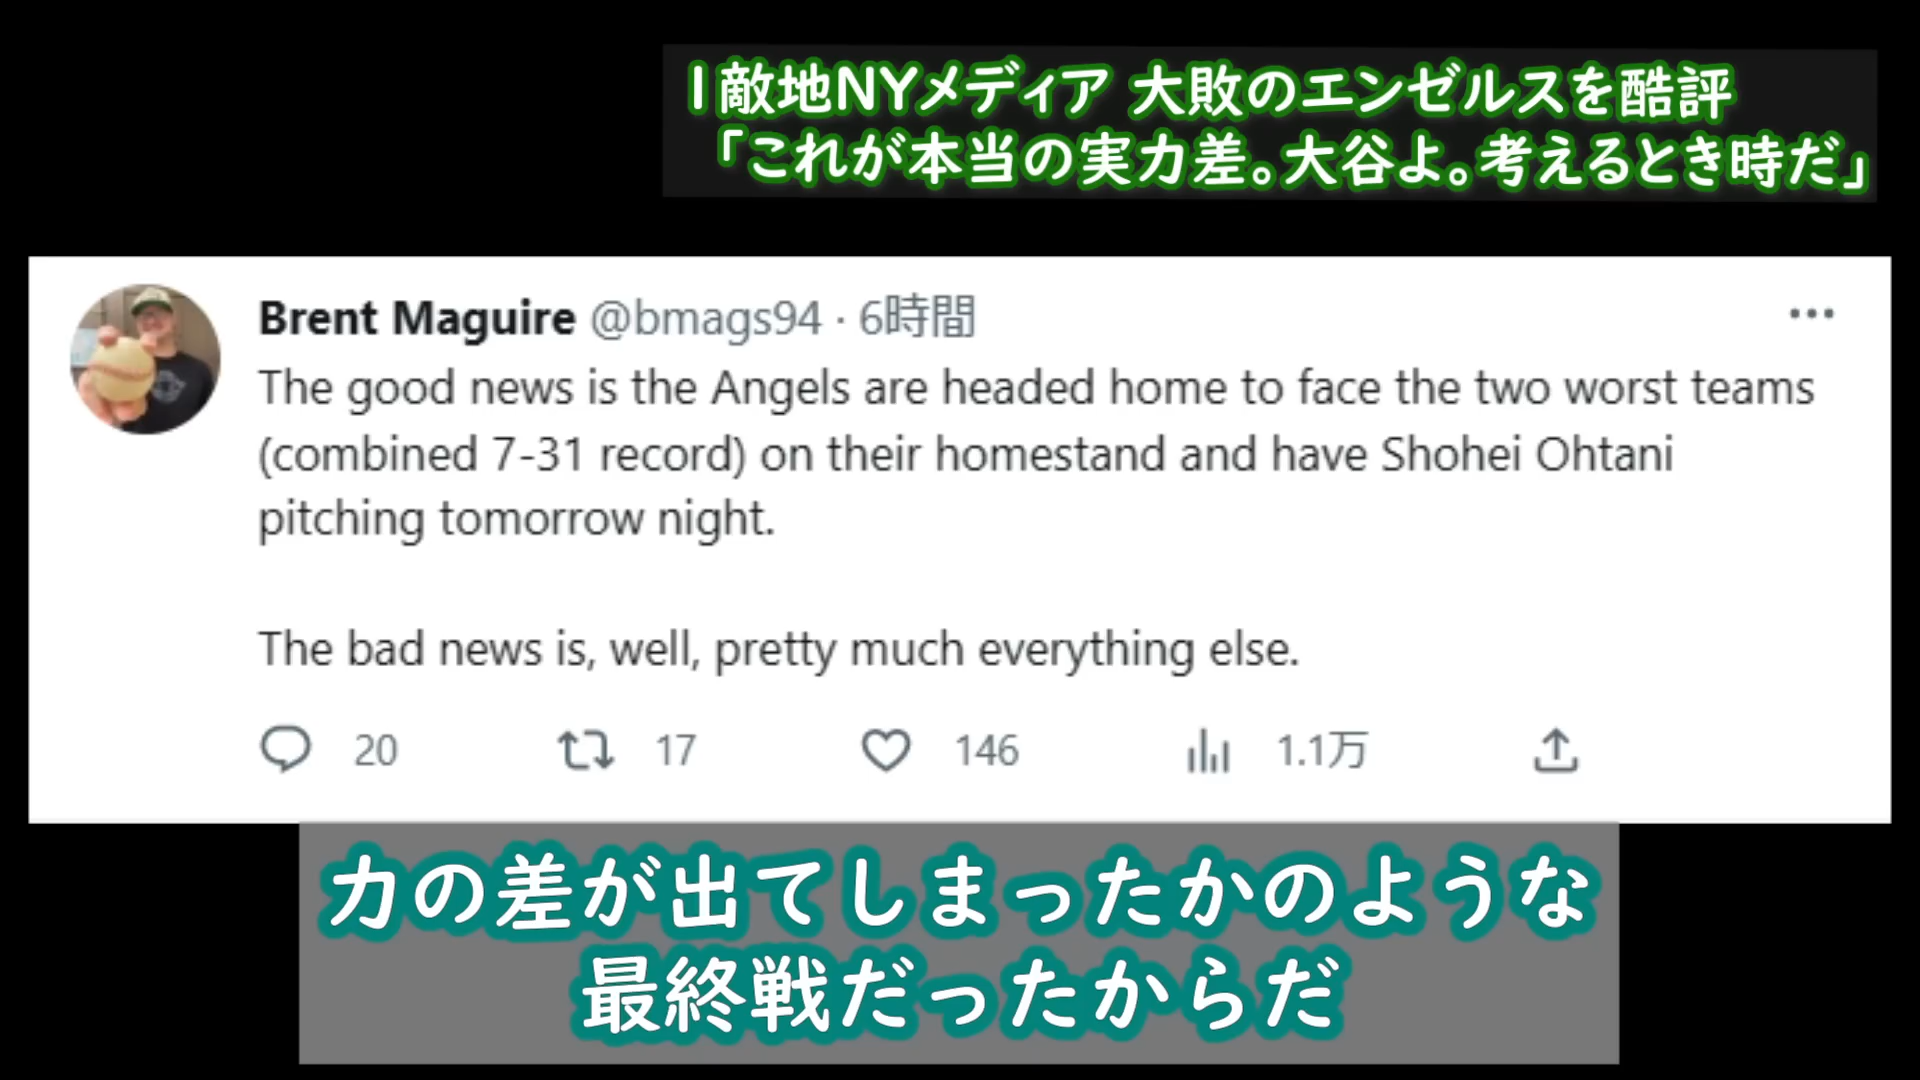 1敵地NYメディア 大敗のエンゼルスを酷評
「これが本当の実力差。大谷よ。考えるとき時だ」
Brent Maguire @bmags94 · 6時間
The good news is the Angels are headed home to face the two worst teams
(combined 7-31 record) on their homestand and have Shohei Ohtani
pitching tomorrow night.
The bad news is, well, pretty much everything else.
20 17 146 1.1万
力の差が出てしまったかのような
最終戦だったからだ